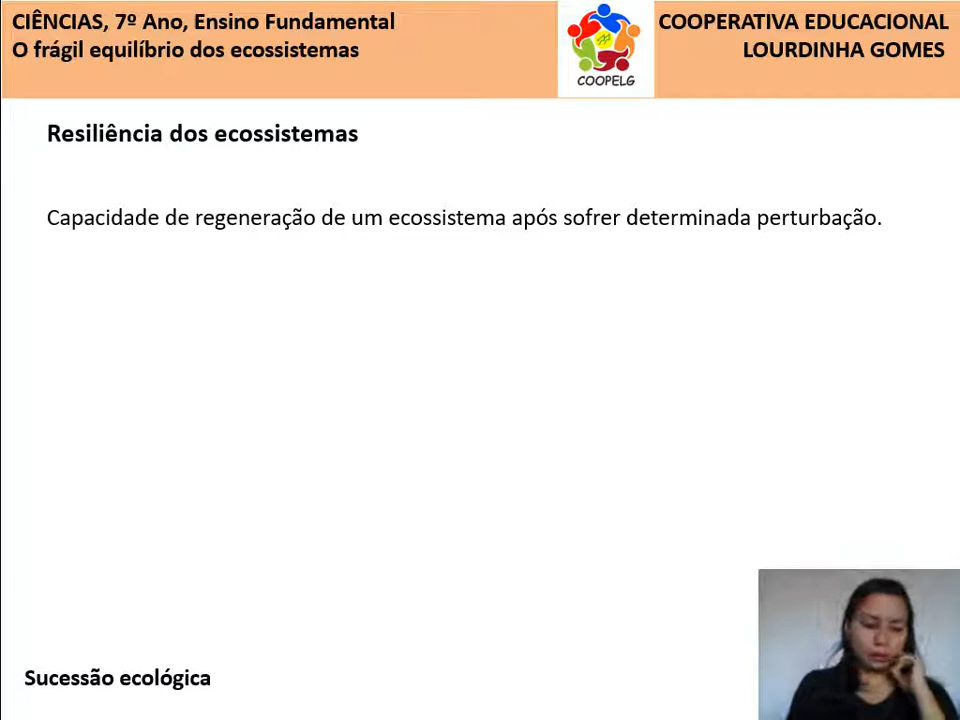 CIÊNCIAS, 7º Ano, Ensino Fundamental
O frágil equilíbrio dos ecossistemas
COOPELG
COOPERATIVA EDUCACIONAL
LOURDINHA GOMES
Resiliência dos ecossistemas
Capacidade de regeneração de um ecossistema após sofrer determinada perturbação.
Sucessão ecológica